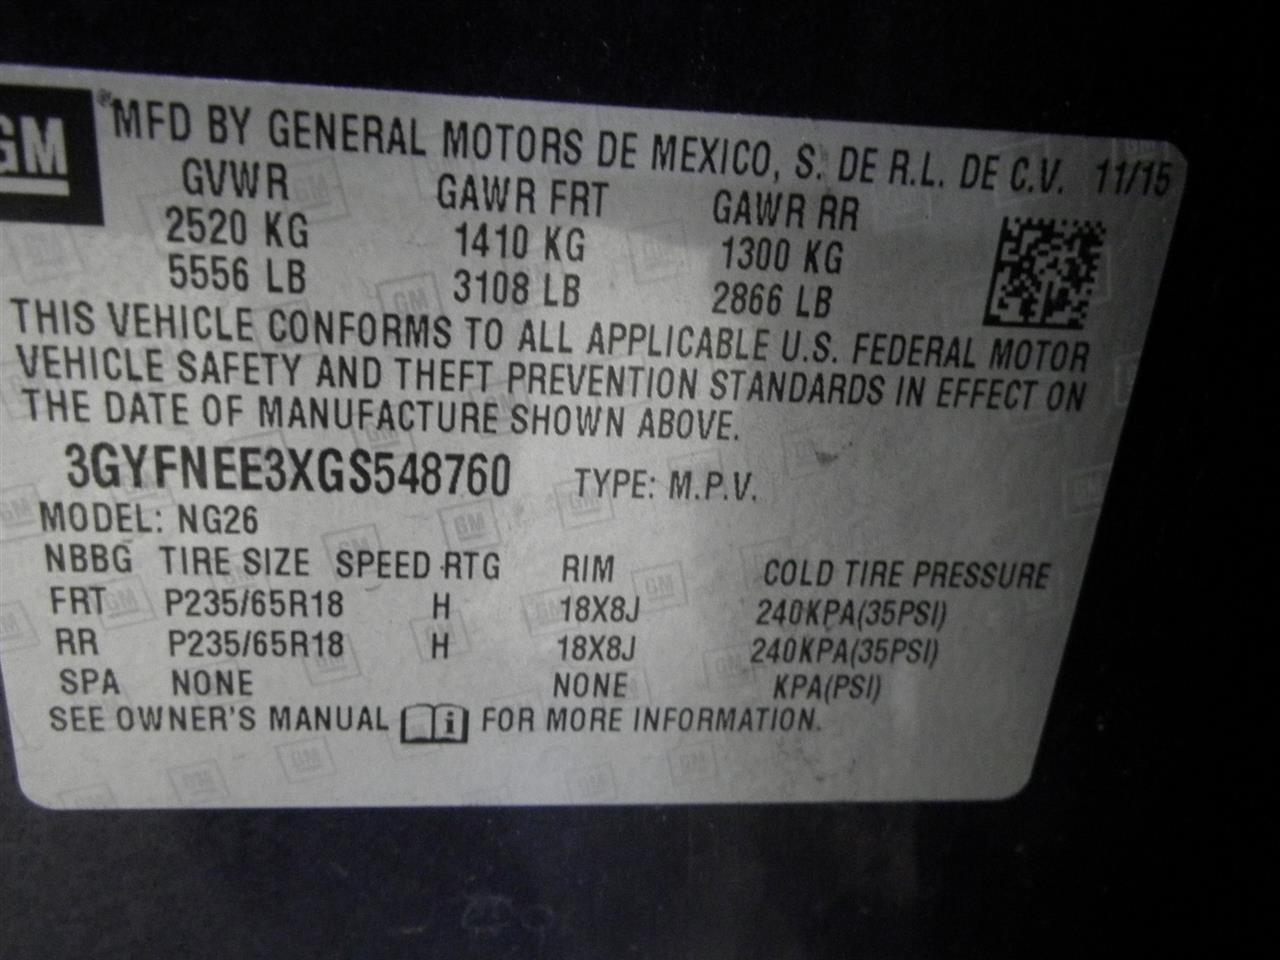 GM
MFD BY GENERAL MOTORS DE MEXICO, S. DE R.L. DE C.V. 11/15
GVWR GAWR FRT GAWR RR
2520 KG 1410 KG 1300 KG
5556 LB 3108 LB 2866 LB
THIS VEHICLE CONFORMS TO ALL APPLICABLE U.S. FEDERAL MOTOR
VEHICLE SAFETY AND THEFT PREVENTION STANDARDS IN EFFECT ON
THE DATE OF MANUFACTURE SHOWN ABOVE.
3GYFNEE3XGS548760 TYPE: M.P.V.
MODEL: NG26
NBBG TIRE SIZE SPEED RTG RIM COLD TIRE PRESSURE
FRT P235/65R18 H 18X8J 240KPA(35PSI)
RR P235/65R18 H 18X8J 240KPA(35PSI)
SPA NONE NONE KPA(PSI)
SEE OWNER'S MANUAL i FOR MORE INFORMATION.